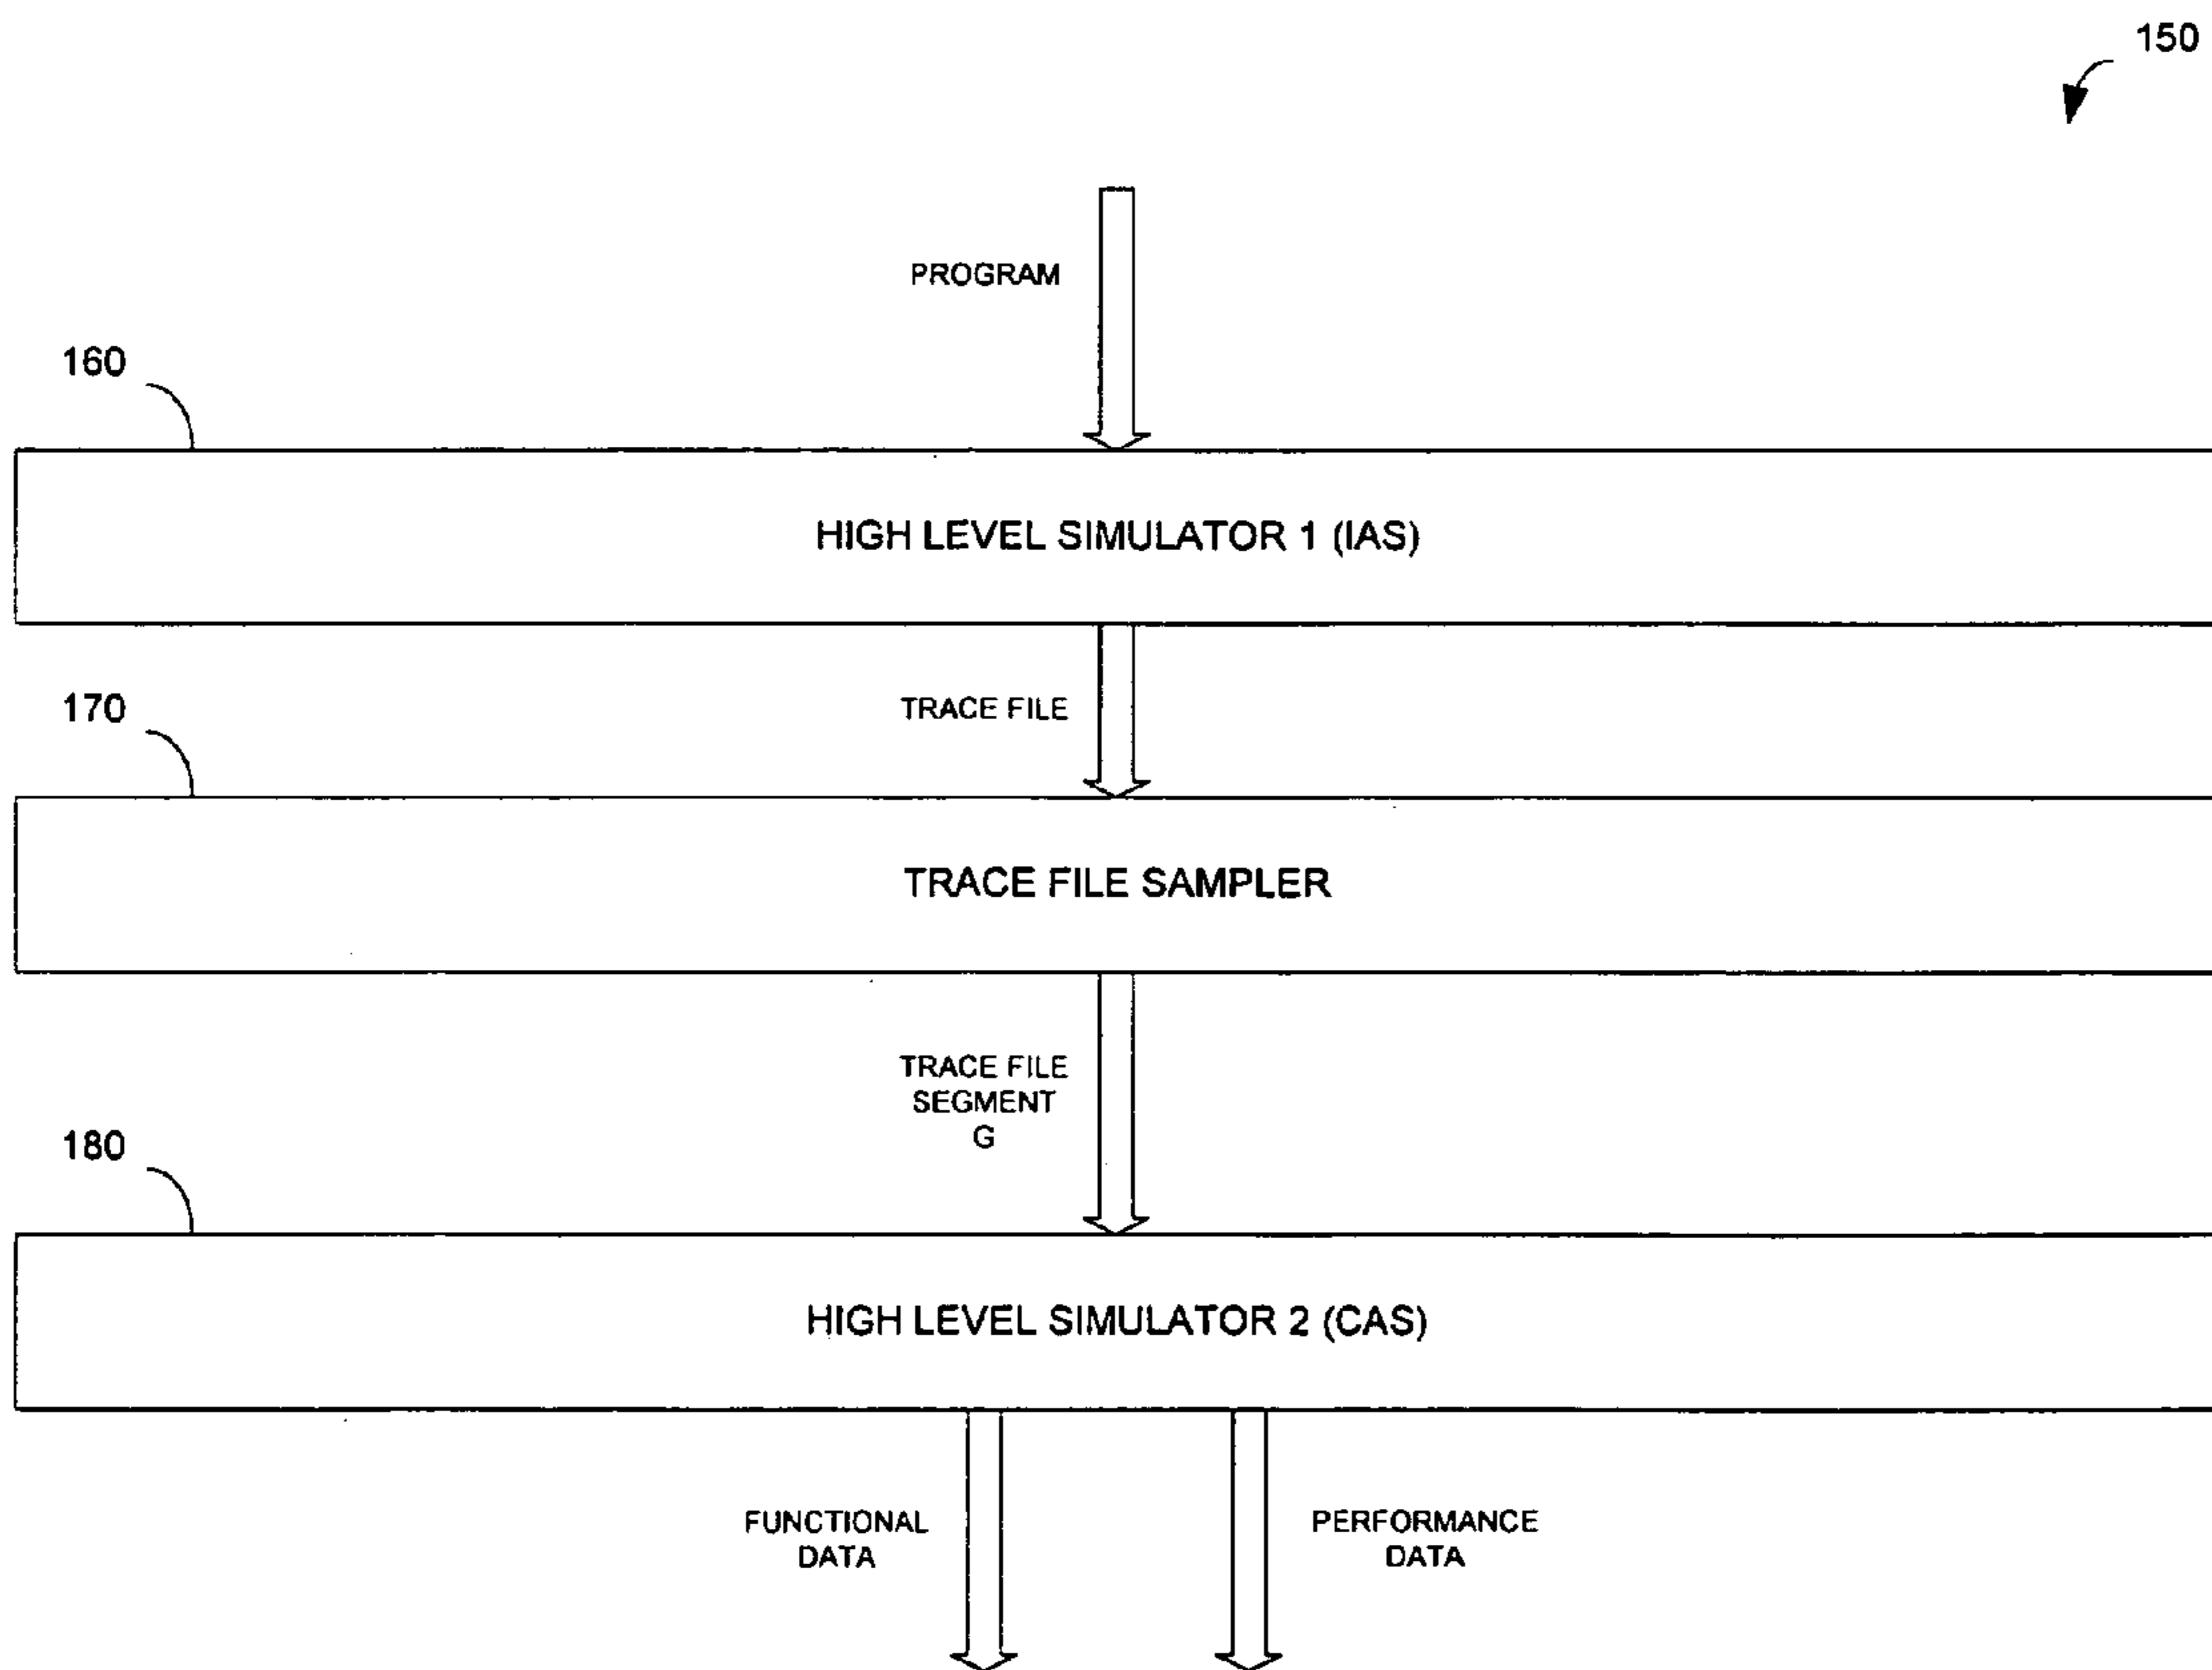 150
PROGRAM
160
HIGH LEVEL SIMULATOR 1 (IAS)
170
TRACE FILE
TRACE FILE SAMPLER
TRACE FILE
SEGMENT
G
180
HIGH LEVEL SIMULATOR 2 (CAS)
FUNCTIONAL
DATA
PERFORMANCE
DATA